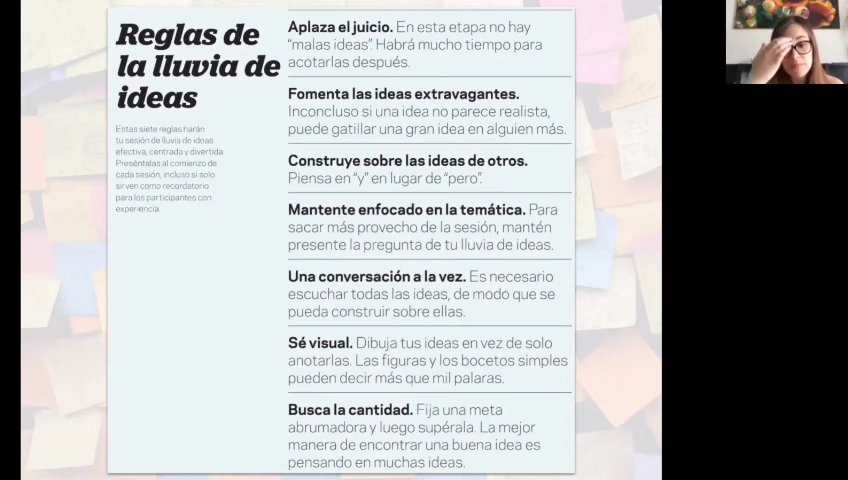 Reglas de
la lluvia de
ideas
Estas siete reglas harán
tu sesión de lluvia de ideas
efectiva, centrada y divertida.
Preséntalas al comienzo de
cada sesión, incluso si solo
sirven como recordatorio
para los participantes con
experiencia.
Aplaza el juicio. En esta etapa no hay
“malas ideas”. Habrá mucho tiempo para
acotarlas después.
Fomenta las ideas extravagantes.
Inconcluso si una idea no parece realista,
puede gatillar una gran idea en alguien más.
Construye sobre las ideas de otros.
Piensa en “y” en lugar de “pero”.
Mantente enfocado en la temática. Para
sacar más provecho de la sesión, mantén
presente la pregunta de tu lluvia de ideas.
Una conversación a la vez. Es necesario
escuchar todas las ideas, de modo que se
pueda construir sobre ellas.
Sé visual. Dibuja tus ideas en vez de solo
anotarlas. Las figuras y los bocetos simples
pueden decir más que mil palaras.
Busca la cantidad. Fija una meta
abrumadora y luego supérala. La mejor
manera de encontrar una buena idea es
pensando en muchas ideas.